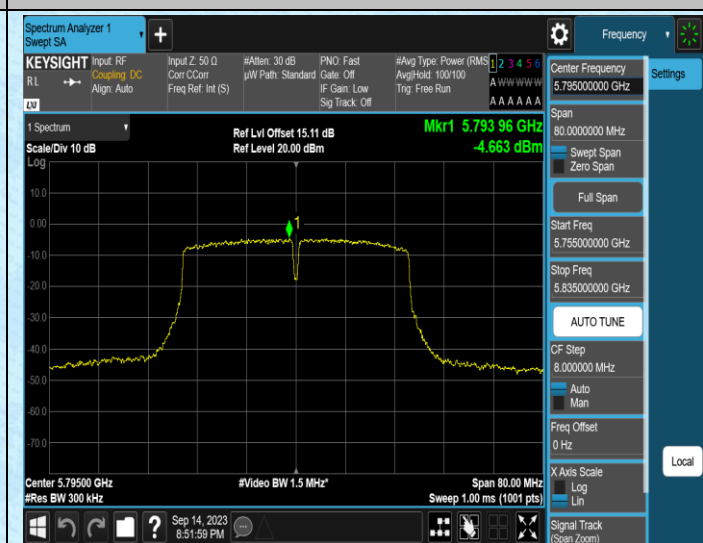 Spectrum Analyzer 1
Swept SA
Frequency
KEYSIGHT
RL
LXI
Input: RF
Coupling: DC
Align: Auto
Input Z: 50 Ω
Corr CCorr
Freq Ref: Int (S)
#Atten: 30 dB
µW Path: Standard
PNO: Fast
Gate: Off
IF Gain: Low
Sig Track: Off
#Avg Type: Power (RMS
Avg|Hold: 100/100
Trig: Free Run
1 2 3 4 5 6
A W W W W W
A A A A A A
1 Spectrum
Scale/Div 10 dB
Log
Ref Lvl Offset 15.11 dB
Ref Level 20.00 dBm
Mkr1 5.793 96 GHz
-4.663 dBm
10.0
0.00
-10.0
-20.0
-30.0
-40.0
-50.0
-60.0
-70.0
1
Center 5.79500 GHz
#Res BW 300 kHz
#Video BW 1.5 MHz*
Span 80.00 MHz
Sweep 1.00 ms (1001 pts)
Sep 14, 2023
8:51:59 PM
Center Frequency
5.795000000 GHz
Settings
Span
80.0000000 MHz
Swept Span
Zero Span
Full Span
Start Freq
5.755000000 GHz
Stop Freq
5.835000000 GHz
AUTO TUNE
CF Step
8.000000 MHz
Auto
Man
Freq Offset
0 Hz
X Axis Scale
Log
Lin
Local
Signal Track
(Span Zoom)